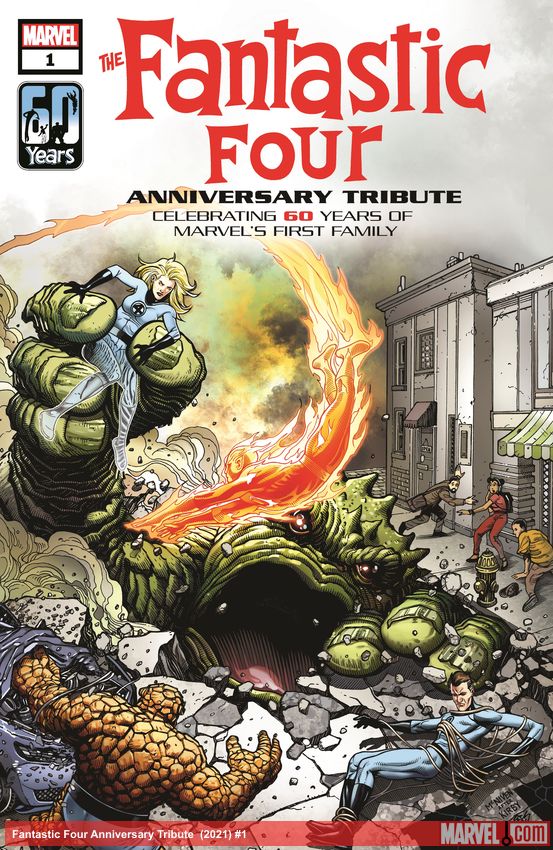 MARVEL
1
60
Years
THE
Fantastic
Four
ANNIVERSARY TRIBUTE
CELEBRATING 60 YEARS OF
MARVEL'S FIRST FAMILY
Fantastic Four Anniversary Tribute (2021) #1
MARVEL.com